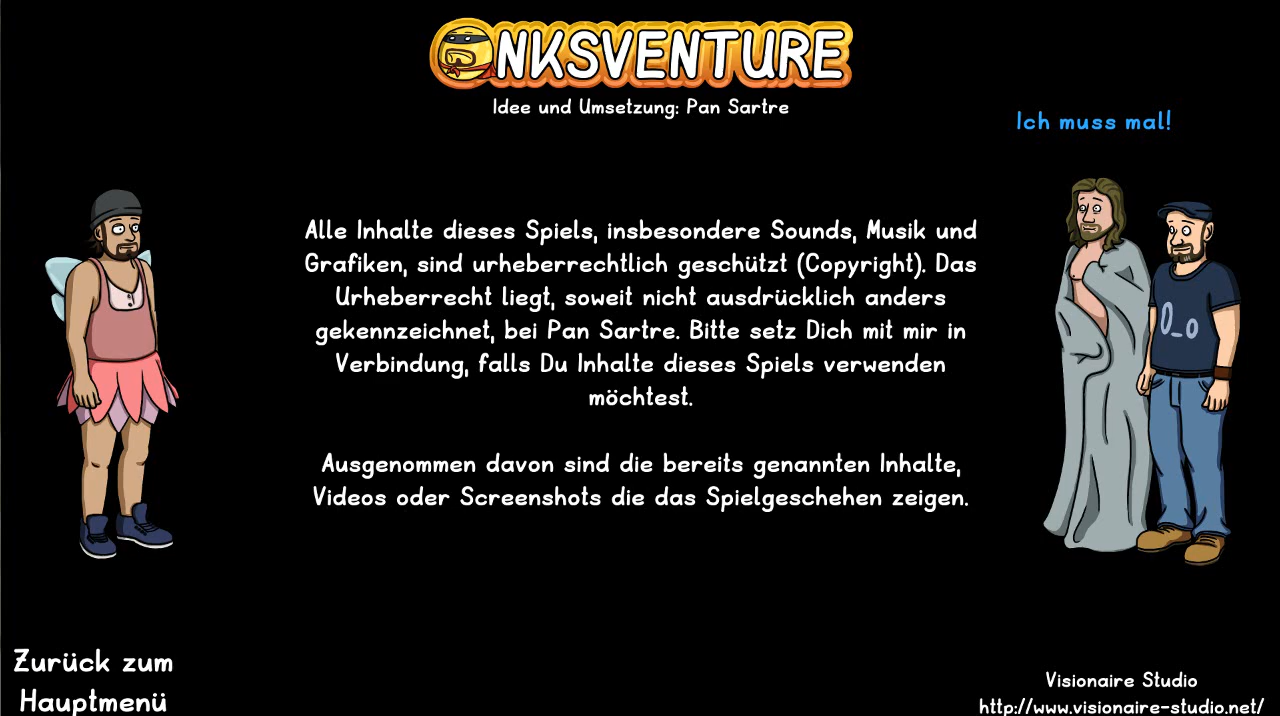 ONKSVENTURE
Idee und Umsetzung: Pan Sartre
Ich muss mal!
Alle Inhalte dieses Spiels, insbesondere Sounds, Musik und
Grafiken, sind urheberrechtlich geschützt (Copyright). Das
Urheberrecht liegt, soweit nicht ausdrücklich anders
gekennzeichnet, bei Pan Sartre. Bitte setz Dich mit mir in
Verbindung, falls Du Inhalte dieses Spiels verwenden
möchtest.
Ausgenommen davon sind die bereits genannten Inhalte,
Videos oder Screenshots die das Spielgeschehen zeigen.
O_o
Zurück zum
Hauptmenü
Visionaire Studio
http://www.visionaire-studio.net/